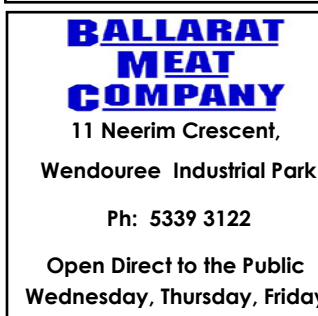 BALLARAT
MEAT
COMPANY
11 Neerim Crescent,
Wendouree Industrial Park
Ph: 5339 3122
Open Direct to the Public
Wednesday, Thursday, Friday